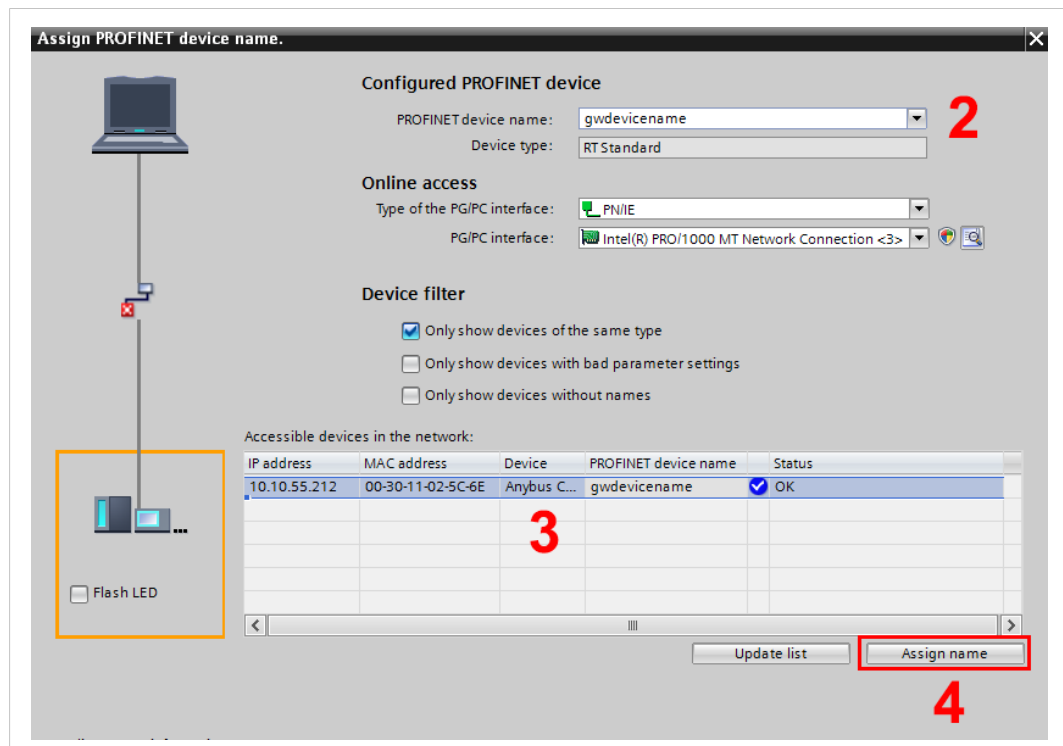 Assign PROFINET device name.
Configured PROFINET device
PROFINET device name: gwdevicename
2
Device type: RT Standard
Online access
Type of the PG/PC interface: PN/IE
PG/PC interface: Intel(R) PRO/1000 MT Network Connection <3>
Device filter
Only show devices of the same type
Only show devices with bad parameter settings
Only show devices without names
Accessible devices in the network:
IP address MAC address Device PROFINET device name Status
10.10.55.212 00-30-11-02-5C-6E Anybus C... gwdevicename OK
3
Flash LED
Update list Assign name
4